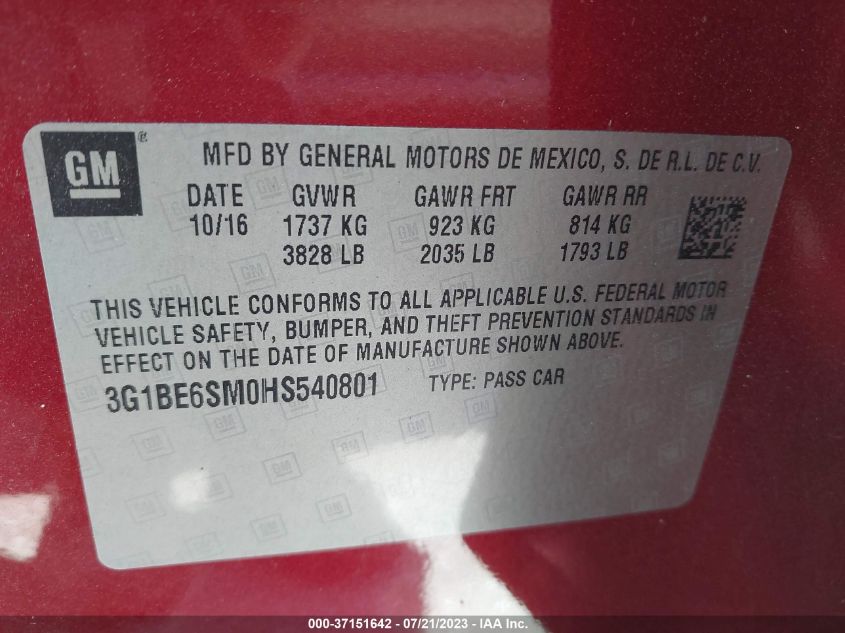 GM ®
MFD BY GENERAL MOTORS DE MEXICO, S. DE R.L. DE C.V.
DATE GVWR GAWR FRT GAWR RR
10/16 1737 KG 923 KG 814 KG
3828 LB 2035 LB 1793 LB
THIS VEHICLE CONFORMS TO ALL APPLICABLE U.S. FEDERAL MOTOR
VEHICLE SAFETY, BUMPER, AND THEFT PREVENTION STANDARDS IN
EFFECT ON THE DATE OF MANUFACTURE SHOWN ABOVE.
3G1BE6SM0HS540801 TYPE: PASS CAR
000-37151642 - 07/21/2023 - IAA Inc.